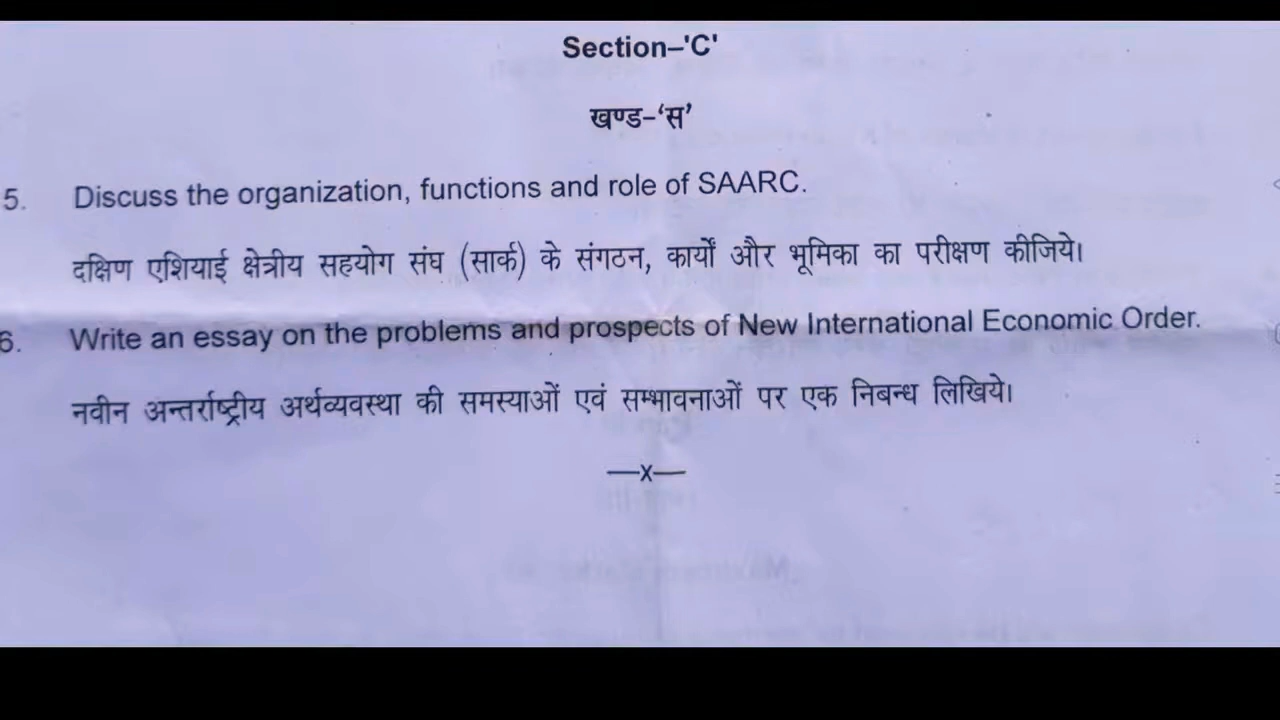 Section–'C'
खण्ड–‘स’
5. Discuss the organization, functions and role of SAARC.
दक्षिण एशियाई क्षेत्रीय सहयोग संघ (सार्क) के संगठन, कार्यों और भूमिका का परीक्षण कीजिये।
6. Write an essay on the problems and prospects of New International Economic Order.
नवीन अन्तर्राष्ट्रीय अर्थव्यवस्था की समस्याओं एवं सम्भावनाओं पर एक निबन्ध लिखिये।
—x—